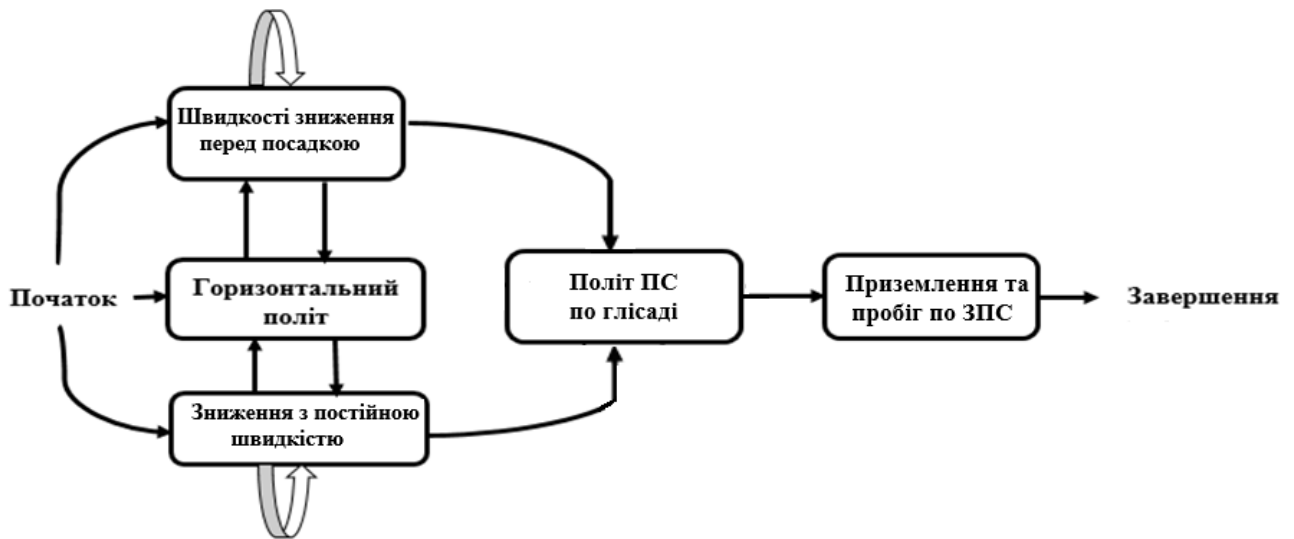 Швидкості зниження
перед посадкою
Початок
Горизонтальний
політ
Зниження з постійною
швидкістю
Політ ПС
по глісаді
Приземлення та
пробіг по ЗПС
Завершення